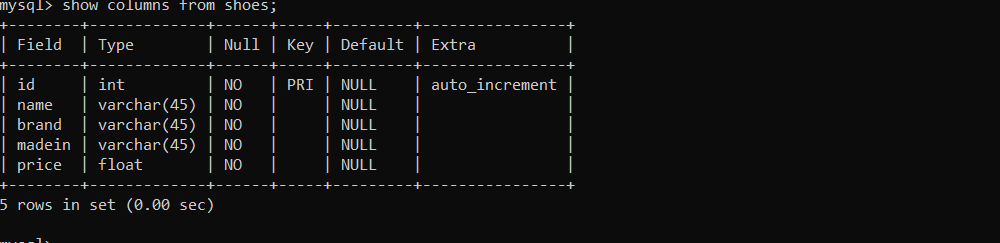 mysql> show columns from shoes;
+--------+-------------+------+-----+---------+----------------+
| Field  | Type        | Null | Key | Default | Extra          |
+--------+-------------+------+-----+---------+----------------+
| id     | int         | NO   | PRI | NULL    | auto_increment |
| name   | varchar(45) | NO   |     | NULL    |                |
| brand  | varchar(45) | NO   |     | NULL    |                |
| madein | varchar(45) | NO   |     | NULL    |                |
| price  | float       | NO   |     | NULL    |                |
+--------+-------------+------+-----+---------+----------------+
5 rows in set (0.00 sec)
mysql>